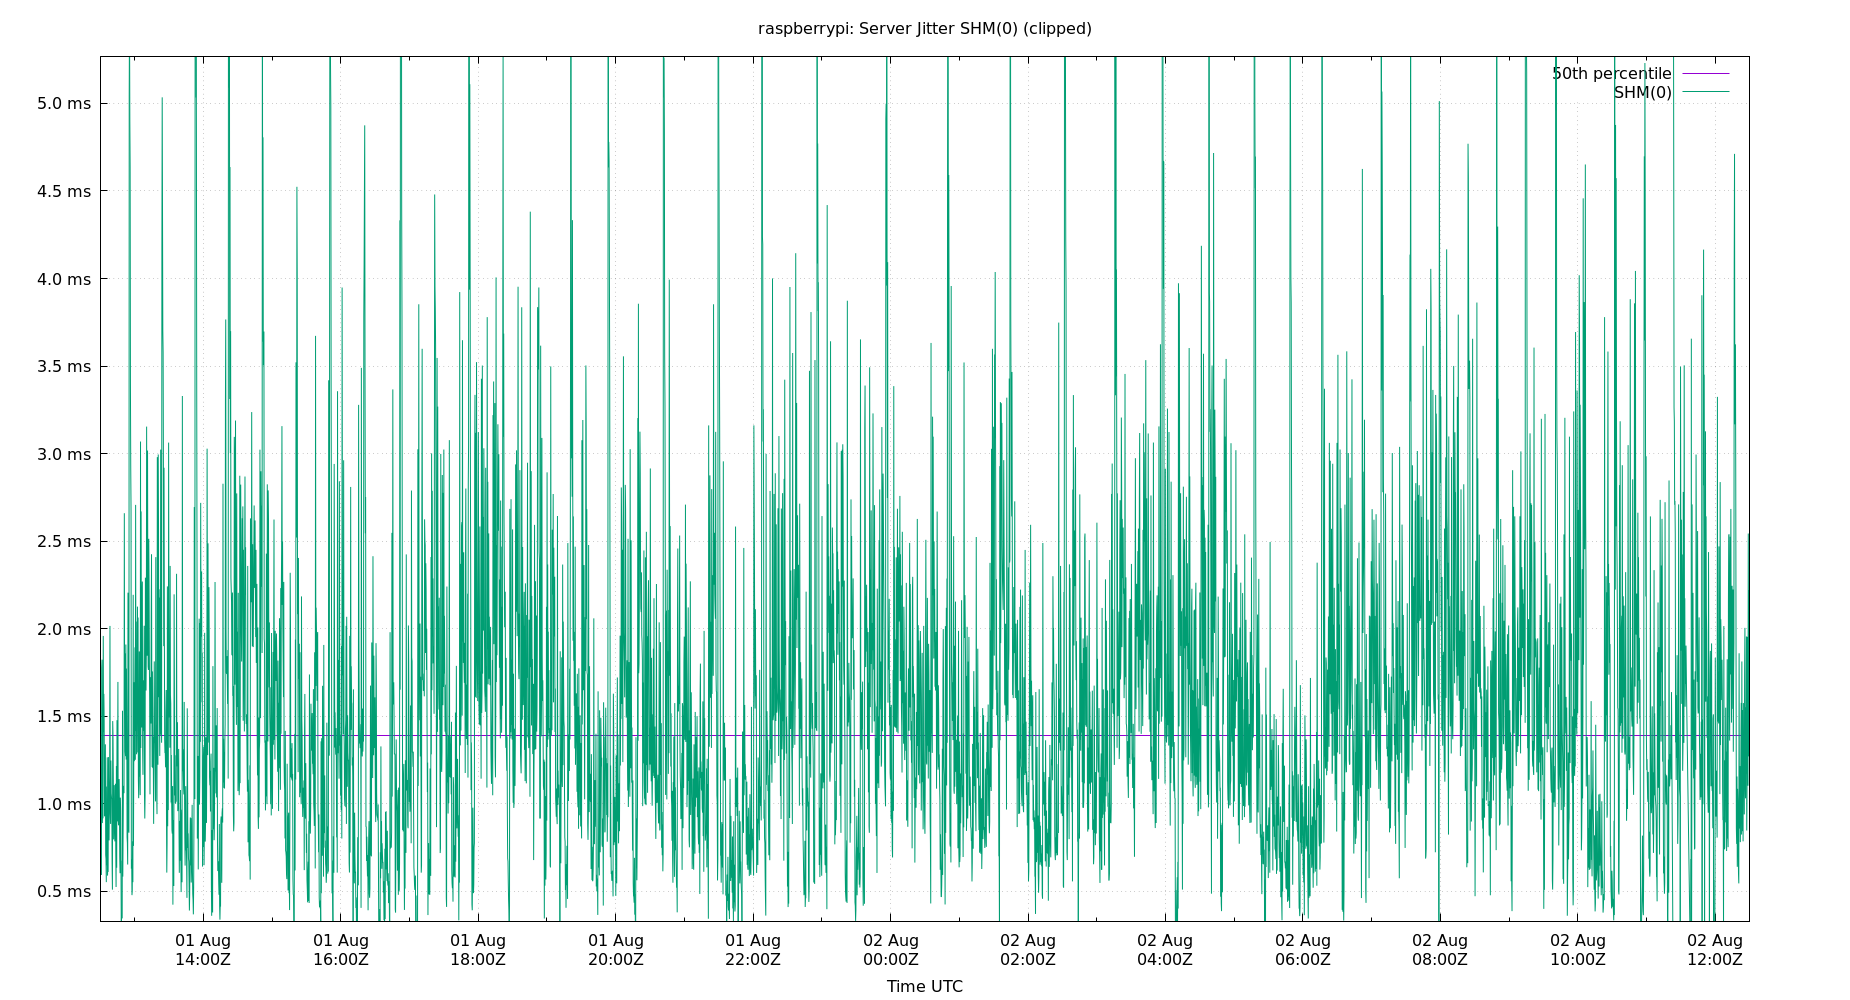 raspberrypi: Server Jitter SHM(0) (clipped)
50th percentile
SHM(0)
5.0 ms
4.5 ms
4.0 ms
3.5 ms
3.0 ms
2.5 ms
2.0 ms
1.5 ms
1.0 ms
0.5 ms
01 Aug 01 Aug 01 Aug 01 Aug 01 Aug 02 Aug 02 Aug 02 Aug 02 Aug 02 Aug 02 Aug 02 Aug
14:00Z 16:00Z 18:00Z 20:00Z 22:00Z 00:00Z 02:00Z 04:00Z 06:00Z 08:00Z 10:00Z 12:00Z
Time UTC